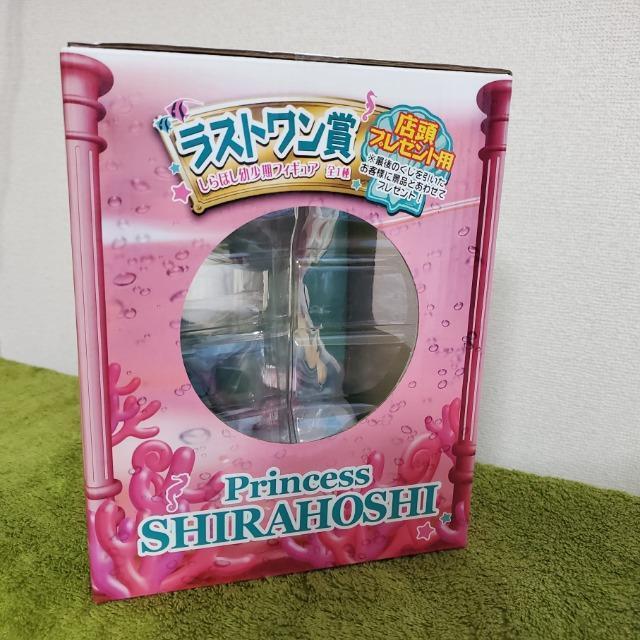 ラストワン賞
しらほし幼少期フィギュア 全1種
店頭
プレゼント用
※最後のくじを引いた
お客様に景品とあわせて
プレゼント!
Princess
SHIRAHOSHI